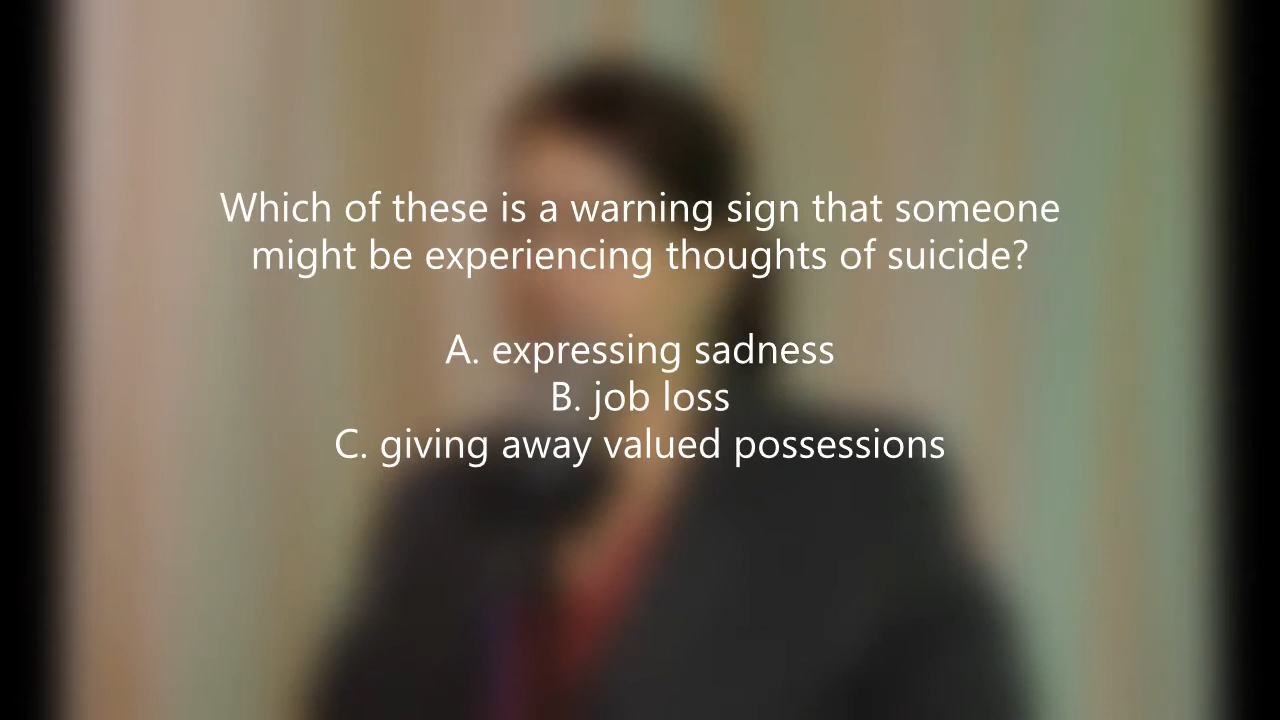 Which of these is a warning sign that someone
might be experiencing thoughts of suicide?
A. expressing sadness
B. job loss
C. giving away valued possessions